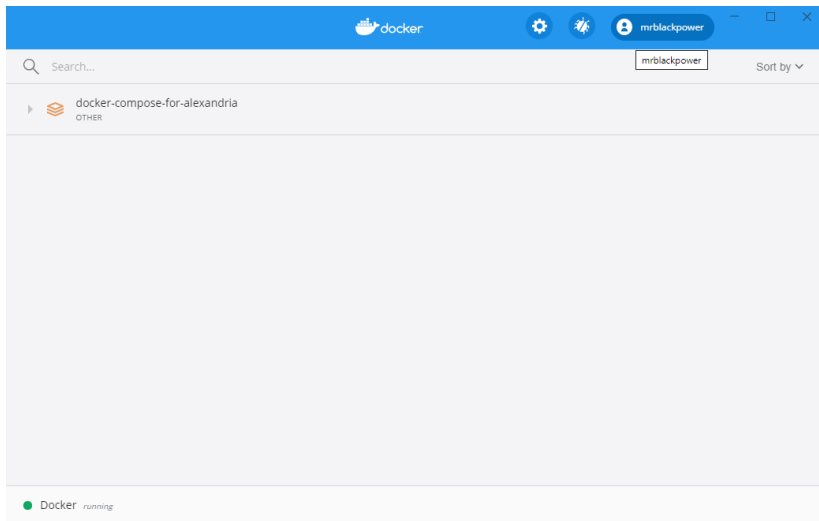 docker
mrblackpower
mrblackpower
Search...
Sort by
docker-compose-for-alexandria
OTHER
Docker running